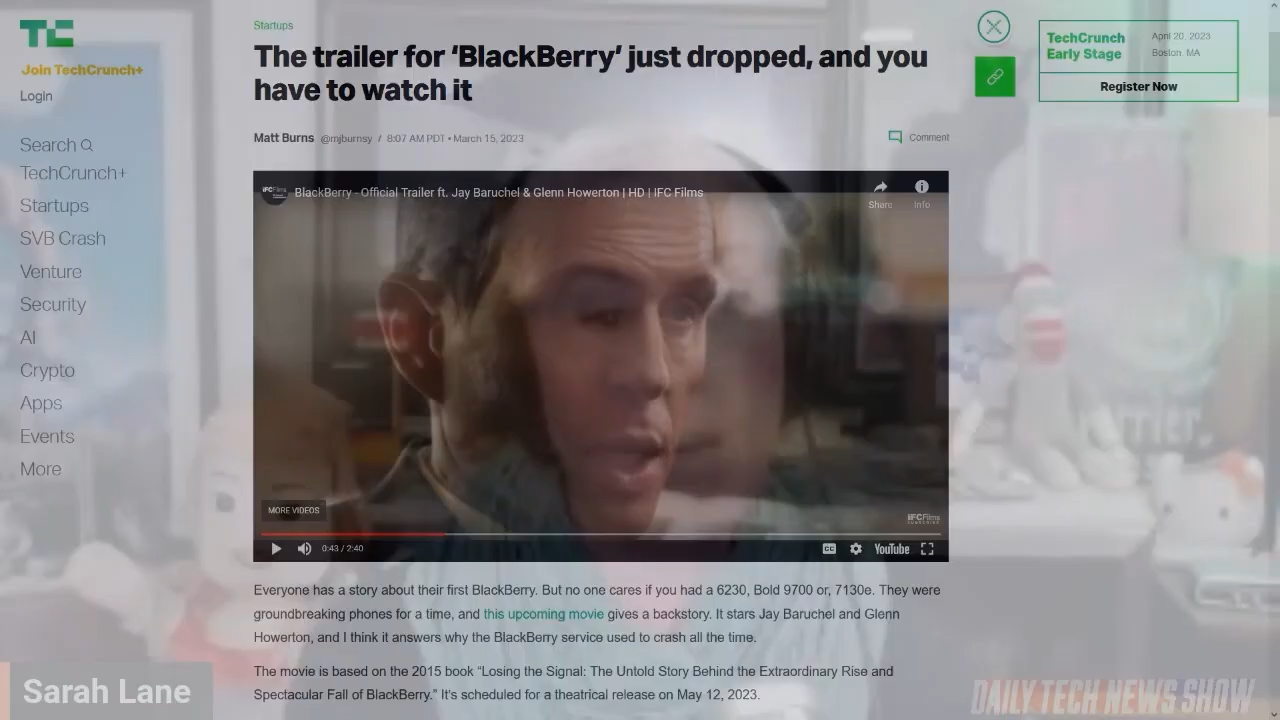 TC
Join TechCrunch+
Login
Search
TechCrunch+
Startups
SVB Crash
Venture
Security
AI
Crypto
Apps
Events
More
Startups
The trailer for ‘BlackBerry’ just dropped, and you
have to watch it
Matt Burns @mjburnsy / 8:07 AM PDT • March 15, 2023
Comment
TechCrunch
Early Stage
April 20, 2023
Boston, MA
Register Now
IFC Films
BlackBerry - Official Trailer ft. Jay Baruchel & Glenn Howerton | HD | IFC Films
Share
Info
MORE VIDEOS
IFC Films
0:43 / 2:40
CC
YouTube
Everyone has a story about their first BlackBerry. But no one cares if you had a 6230, Bold 9700 or, 7130e. They were
groundbreaking phones for a time, and this upcoming movie gives a backstory. It stars Jay Baruchel and Glenn
Howerton, and I think it answers why the BlackBerry service used to crash all the time.
The movie is based on the 2015 book “Losing the Signal: The Untold Story Behind the Extraordinary Rise and
Spectacular Fall of BlackBerry.” It’s scheduled for a theatrical release on May 12, 2023.
Sarah Lane
DAILY TECH NEWS SHOW